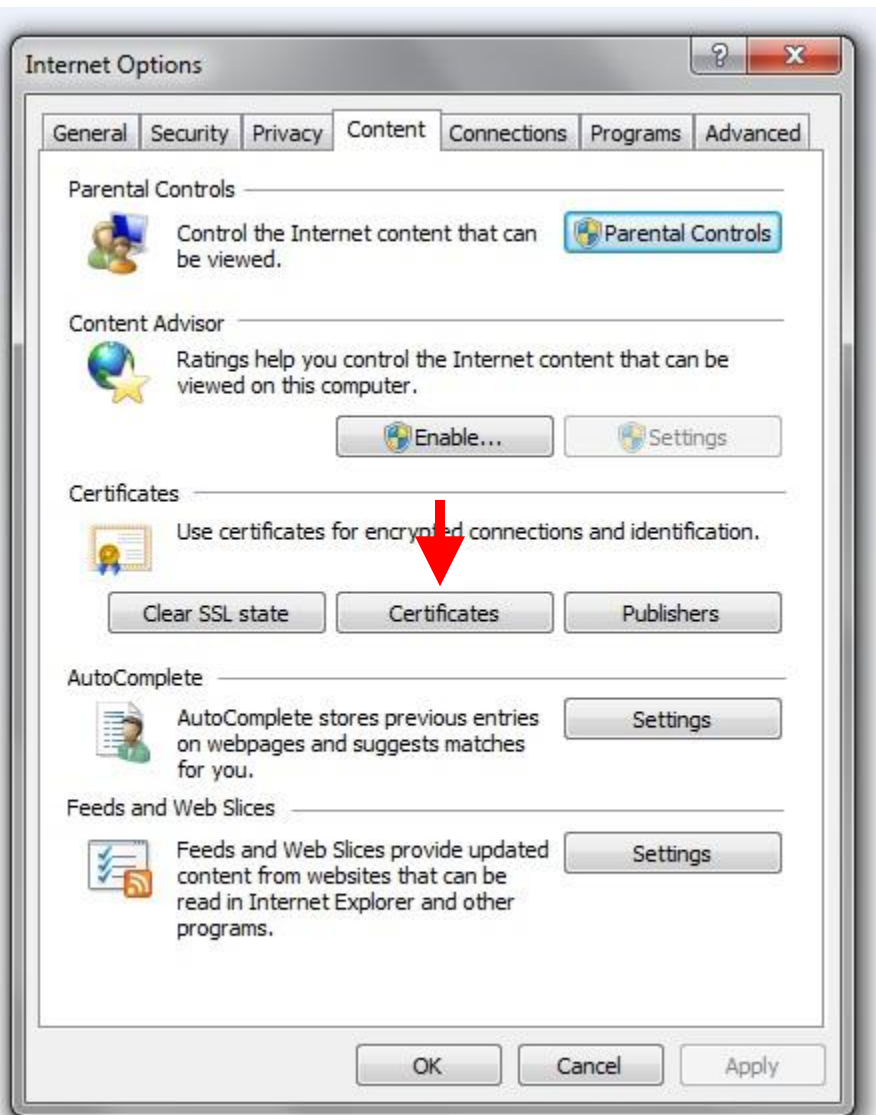 Internet Options
General Security Privacy Content Connections Programs Advanced
Parental Controls
Control the Internet content that can
be viewed.
Parental Controls
Content Advisor
Ratings help you control the Internet content that can be
viewed on this computer.
Enable... Settings
Certificates
Use certificates for encrypted connections and identification.
Clear SSL state Certificates Publishers
AutoComplete
AutoComplete stores previous entries
on webpages and suggests matches
for you.
Settings
Feeds and Web Slices
Feeds and Web Slices provide updated
content from websites that can be
read in Internet Explorer and other
programs.
Settings
OK Cancel Apply